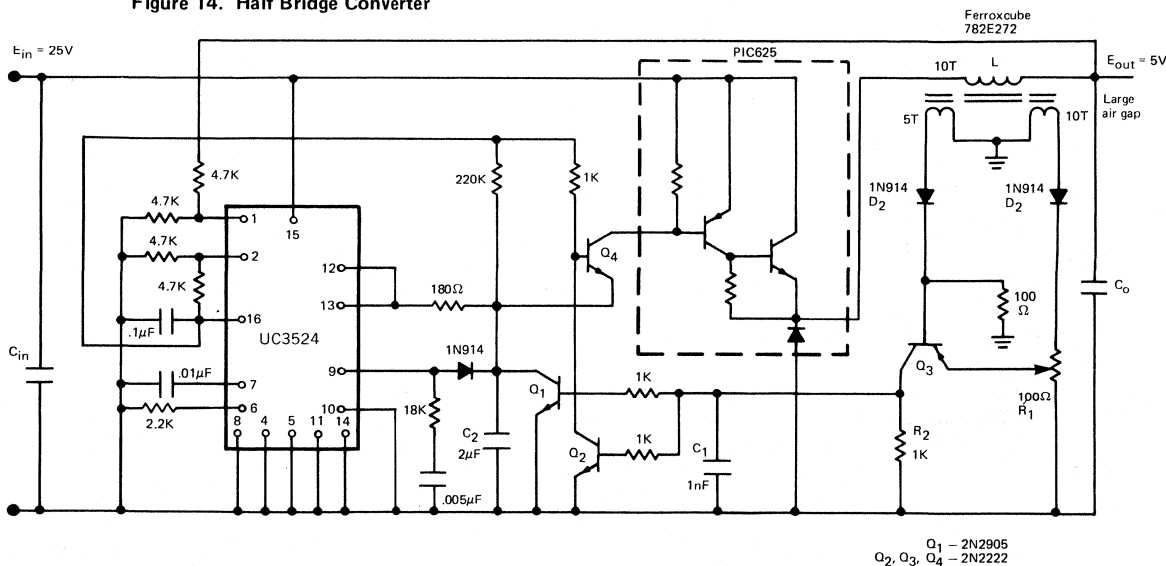 Figure 14. Half Bridge Converter
Ferroxcube
782E272
Ein = 25V
PIC625
10T
L
Eout = 5V
Large
air gap
5T
10T
4.7K
220K
1K
1N914
D2
1N914
D2
4.7K
1
15
4.7K
2
12
Q4
4.7K
13
180Ω
100
Ω
Co
.1µF
16
UC3524
Cin
1N914
Q3
.01µF
7
9
Q1
1K
100Ω
R1
2.2K
6
10
18K
8
4
5
11
14
C2
2µF
Q2
1K
C1
1nF
R2
1K
.005µF
Q1 – 2N2905
Q2, Q3, Q4 – 2N2222